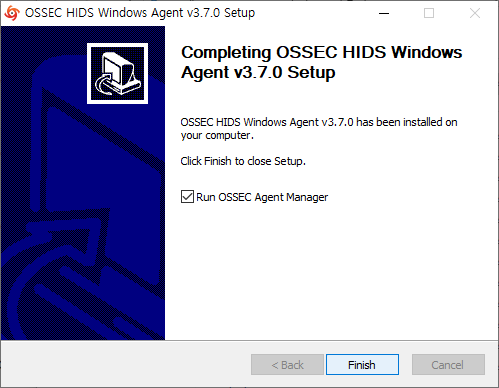 OSSEC HIDS Windows Agent v3.7.0 Setup
Completing OSSEC HIDS Windows
Agent v3.7.0 Setup
OSSEC HIDS Windows Agent v3.7.0 has been installed on
your computer.
Click Finish to close Setup.
Run OSSEC Agent Manager
< Back
Finish
Cancel